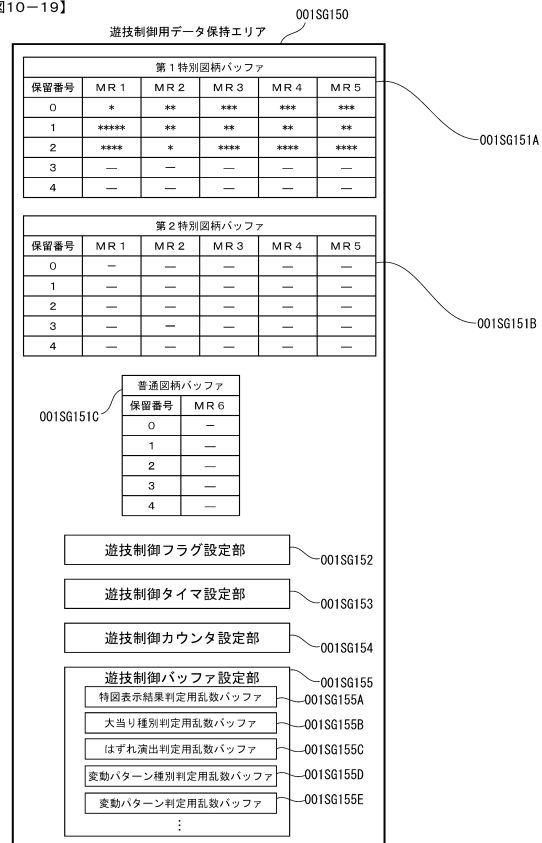 図10-19】
001SG150
遊技制御用データ保持エリア
第1特別図柄バッファ
保留番号 MR1 MR2 MR3 MR4 MR5
0 * ** *** *** ***
1 ***** ** ** ** **
2 **** * **** **** ****
3 — — — — —
4 — — — — —
001SG151A
第2特別図柄バッファ
保留番号 MR1 MR2 MR3 MR4 MR5
0 — — — — —
1 — — — — —
2 — — — — —
3 — — — — —
4 — — — — —
001SG151B
普通図柄バッファ
保留番号 MR6
0 —
1 —
2 —
3 —
4 —
001SG151C
遊技制御フラグ設定部
001SG152
遊技制御タイマ設定部
001SG153
遊技制御カウンタ設定部
001SG154
遊技制御バッファ設定部
001SG155
特図表示結果判定用乱数バッファ
001SG155A
大当り種別判定用乱数バッファ
001SG155B
はずれ演出判定用乱数バッファ
001SG155C
変動パターン種別判定用乱数バッファ
001SG155D
変動パターン判定用乱数バッファ
001SG155E
⋮